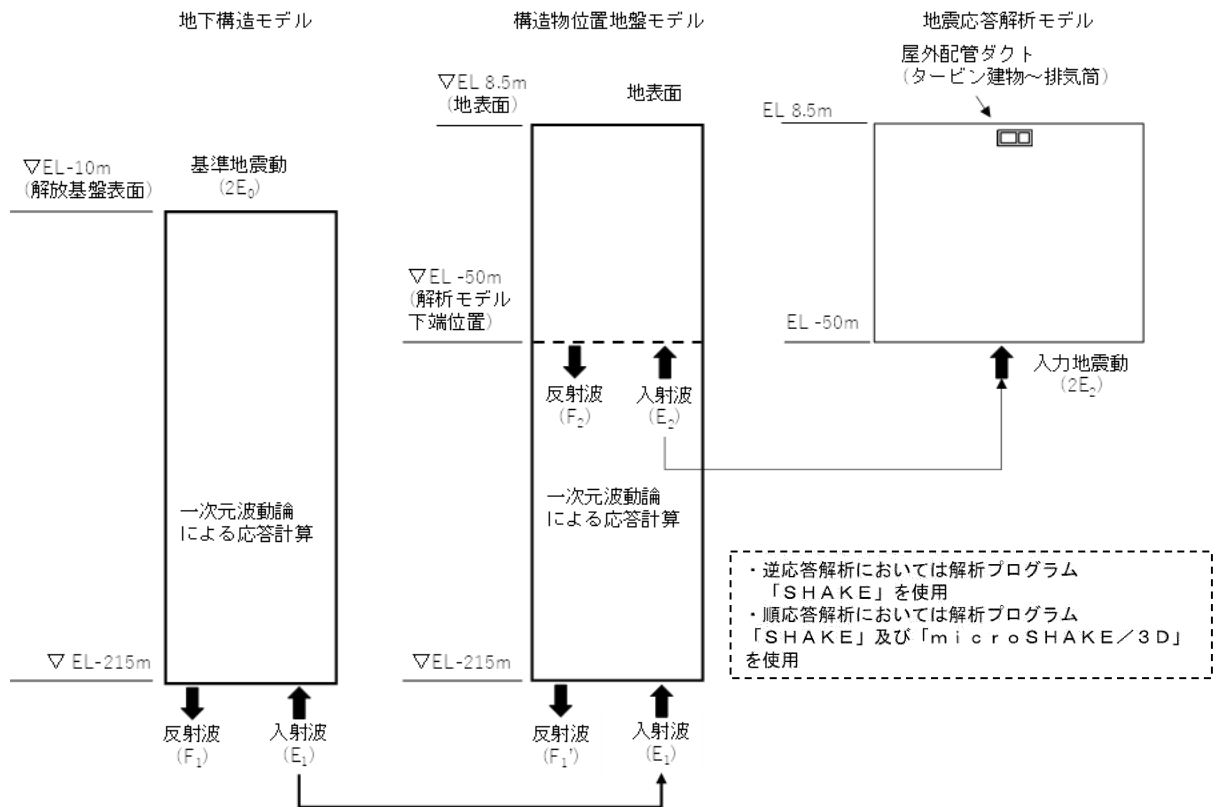 地下構造モデル
▽EL-10m
(解放基盤表面)
基準地震動
(2E₀)
一次元波動論
による応答計算
▽ EL-215m
反射波
(F₁)
入射波
(E₁)
構造物位置地盤モデル
▽EL 8.5m
(地表面)
地表面
▽EL -50m
(解析モデル
下端位置)
反射波
(F₂)
入射波
(E₂)
一次元波動論
による応答計算
▽EL-215m
反射波
(F₁')
入射波
(E₁)
地震応答解析モデル
屋外配管ダクト
(タービン建物~排気筒)
EL 8.5m
EL -50m
入力地震動
(2E₂)
・逆応答解析においては解析プログラム
「SHAKE」を使用
・順応答解析においては解析プログラム
「SHAKE」及び「microSHAKE/3D」
を使用